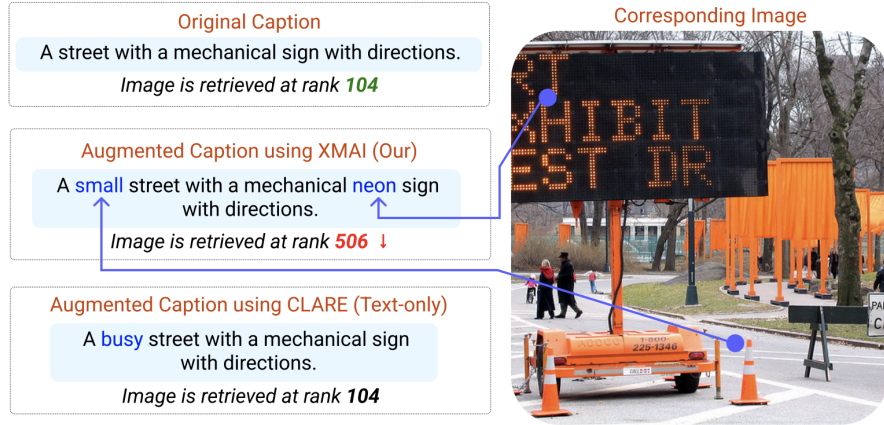 Original Caption
A street with a mechanical sign with directions.
Image is retrieved at rank 104
Augmented Caption using XMAI (Our)
A small street with a mechanical neon sign
with directions.
Image is retrieved at rank 506 ↓
Augmented Caption using CLARE (Text-only)
A busy street with a mechanical sign
with directions.
Image is retrieved at rank 104
Corresponding Image
RT
XHIBIT
EST DR
1-800-
225-1346
PA
C